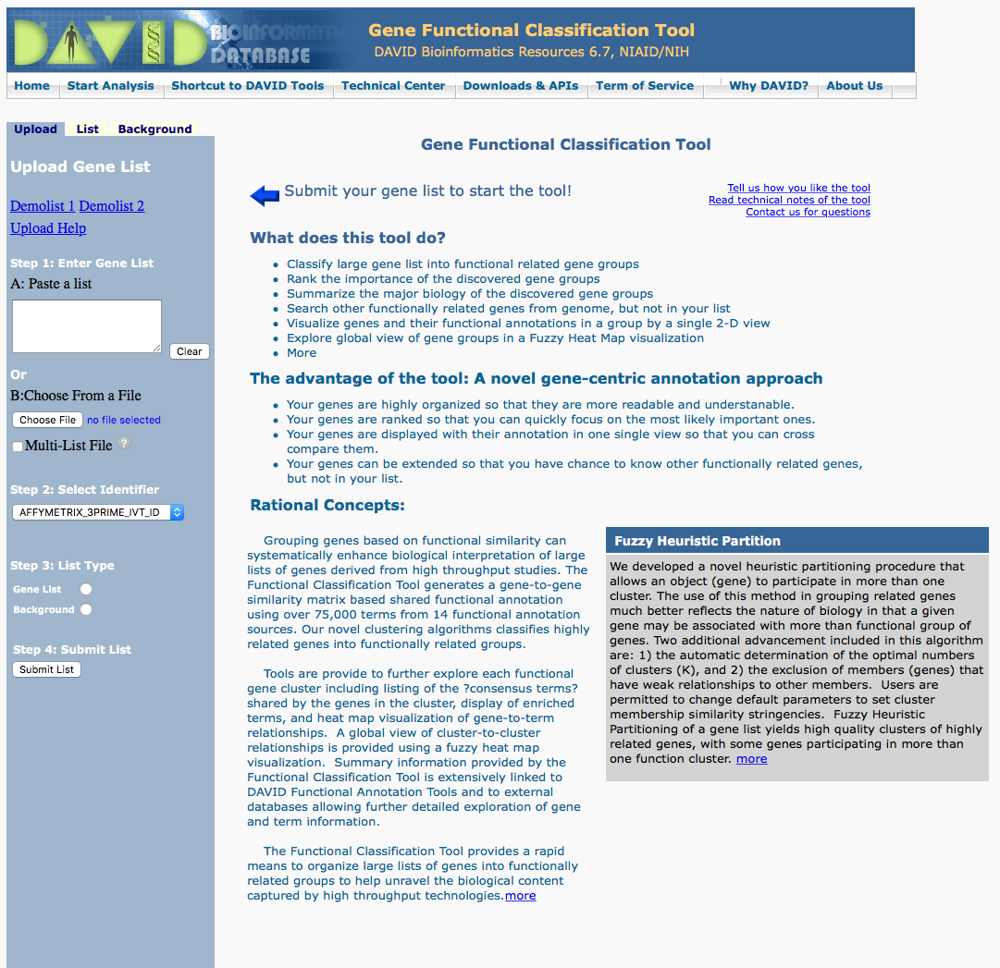 DAVID BIOINFORMATICS
DATABASE
Gene Functional Classification Tool
DAVID Bioinformatics Resources 6.7, NIAID/NIH
Home Start Analysis Shortcut to DAVID Tools Technical Center Downloads & APIs Term of Service Why DAVID? About Us
Upload List Background
Upload Gene List
Demolist 1 Demolist 2
Upload Help
Step 1: Enter Gene List
A: Paste a list
Clear
Or
B:Choose From a File
Choose File no file selected
Multi-List File ?
Step 2: Select Identifier
AFFYMETRIX_3PRIME_IVT_ID
Step 3: List Type
Gene List
Background
Step 4: Submit List
Submit List
Gene Functional Classification Tool
Submit your gene list to start the tool!
Tell us how you like the tool
Read technical notes of the tool
Contact us for questions
What does this tool do?
• Classify large gene list into functional related gene groups
• Rank the importance of the discovered gene groups
• Summarize the major biology of the discovered gene groups
• Search other functionally related genes from genome, but not in your list
• Visualize genes and their functional annotations in a group by a single 2-D view
• Explore global view of gene groups in a Fuzzy Heat Map visualization
• More
The advantage of the tool: A novel gene-centric annotation approach
• Your genes are highly organized so that they are more readable and understanable.
• Your genes are ranked so that you can quickly focus on the most likely important ones.
• Your genes are displayed with their annotation in one single view so that you can cross
compare them.
• Your genes can be extended so that you have chance to know other functionally related genes,
but not in your list.
Rational Concepts:
Grouping genes based on functional similarity can
systematically enhance biological interpretation of large
lists of genes derived from high throughput studies. The
Functional Classification Tool generates a gene-to-gene
similarity matrix based shared functional annotation
using over 75,000 terms from 14 functional annotation
sources. Our novel clustering algorithms classifies highly
related genes into functionally related groups.
Tools are provide to further explore each functional
gene cluster including listing of the ?consensus terms?
shared by the genes in the cluster, display of enriched
terms, and heat map visualization of gene-to-term
relationships.  A global view of cluster-to-cluster
relationships is provided using a fuzzy heat map
visualization.  Summary information provided by the
Functional Classification Tool is extensively linked to
DAVID Functional Annotation Tools and to external
databases allowing further detailed exploration of gene
and term information.
The Functional Classification Tool provides a rapid
means to organize large lists of genes into functionally
related groups to help unravel the biological content
captured by high throughput technologies.more
Fuzzy Heuristic Partition
We developed a novel heuristic partitioning procedure that
allows an object (gene) to participate in more than one
cluster. The use of this method in grouping related genes
much better reflects the nature of biology in that a given
gene may be associated with more than functional group of
genes. Two additional advancement included in this algorithm
are: 1) the automatic determination of the optimal numbers
of clusters (K), and 2) the exclusion of members (genes) that
have weak relationships to other members.  Users are
permitted to change default parameters to set cluster
membership similarity stringencies.  Fuzzy Heuristic
Partitioning of a gene list yields high quality clusters of highly
related genes, with some genes participating in more than
one function cluster. more